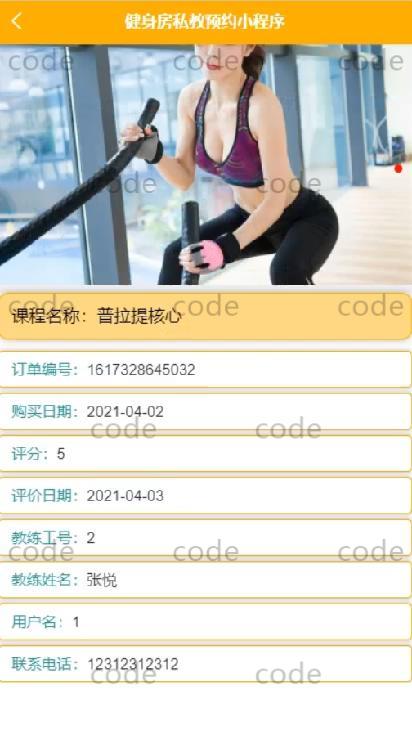 健身房私教预约小程序
code code code
code code
code code code
课程名称：普拉提核心
订单编号：1617328645032
购买日期：2021-04-02
code code
评分：5
评价日期：2021-04-03
教练工号：2
code code code
教练姓名：张悦
用户名：1
联系电话：12312312312
code code